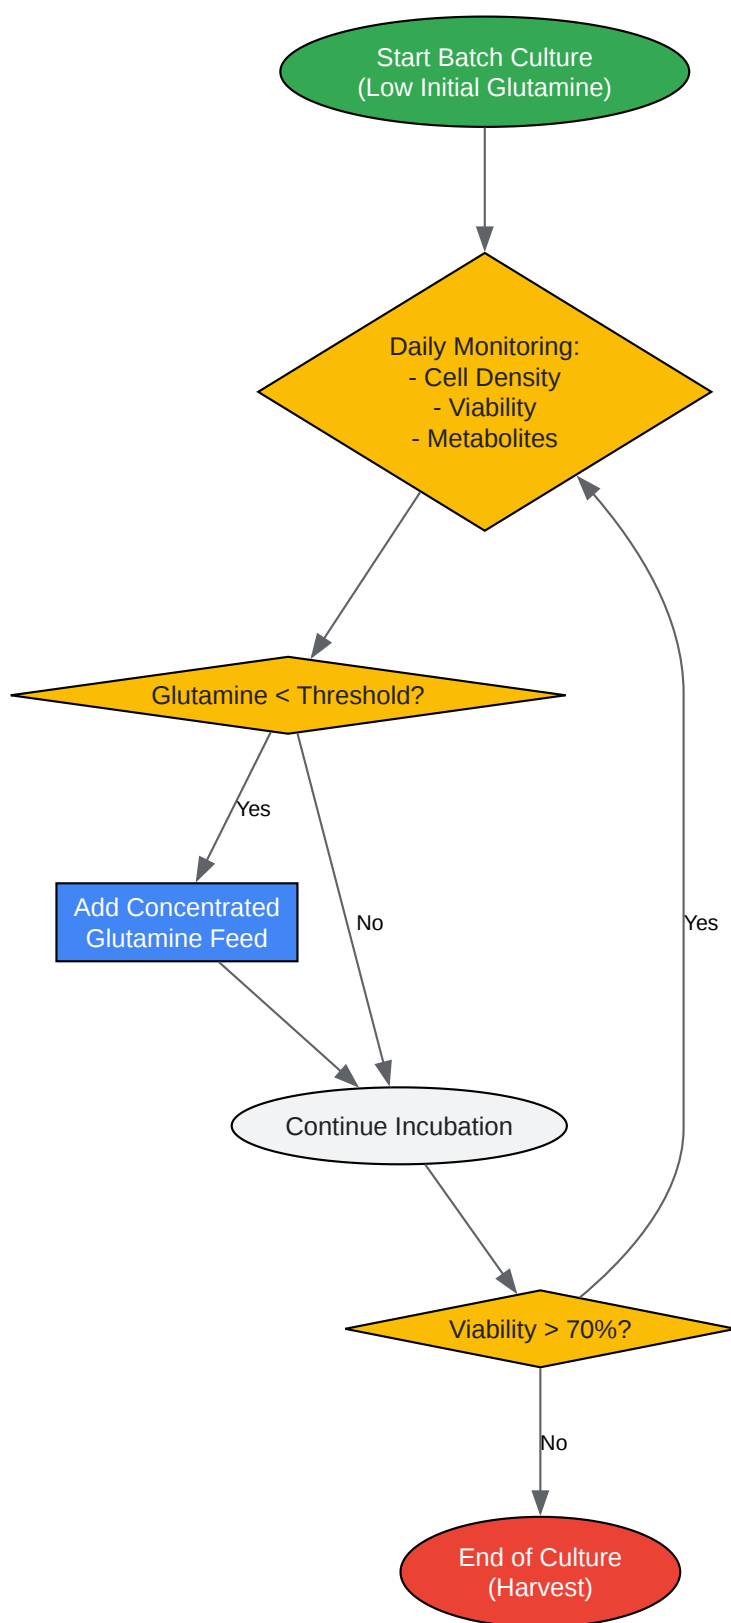 Start Batch Culture
(Low Initial Glutamine)
Daily Monitoring:
- Cell Density
- Viability
- Metabolites
Glutamine < Threshold?
Yes
Add Concentrated
Glutamine Feed
No
Yes
Continue Incubation
Viability > 70%?
No
End of Culture
(Harvest)